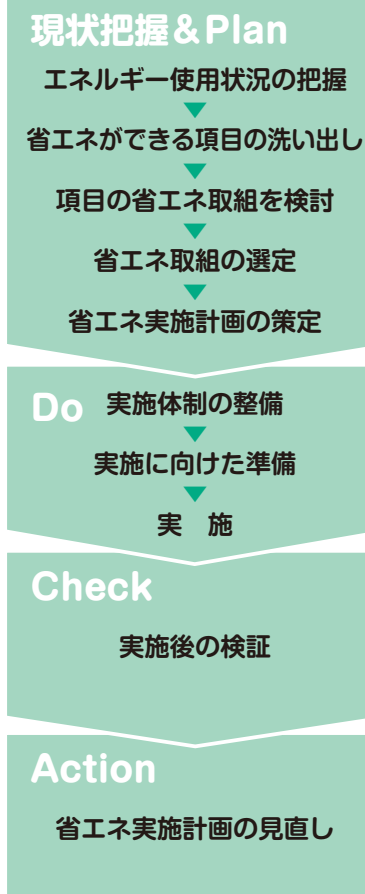 現状把握＆Plan
エネルギー使用状況の把握
省エネができる項目の洗い出し
項目の省エネ取組を検討
省エネ取組の選定
省エネ実施計画の策定
Do 実施体制の整備
実施に向けた準備
実　施
Check
実施後の検証
Action
省エネ実施計画の見直し